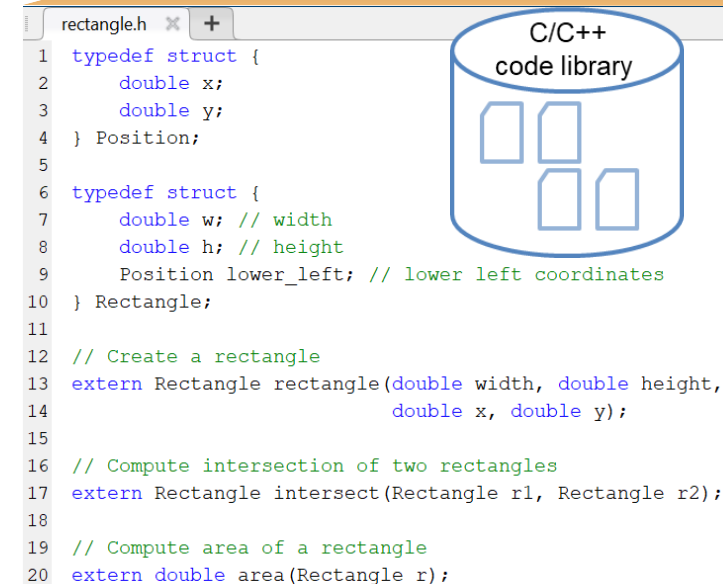 rectangle.h
C/C++
code library
1 typedef struct {
2     double x;
3     double y;
4 } Position;
5
6 typedef struct {
7     double w; // width
8     double h; // height
9     Position lower_left; // lower left coordinates
10 } Rectangle;
11
12 // Create a rectangle
13 extern Rectangle rectangle(double width, double height,
14                            double x, double y);
15
16 // Compute intersection of two rectangles
17 extern Rectangle intersect(Rectangle r1, Rectangle r2);
18
19 // Compute area of a rectangle
20 extern double area(Rectangle r);